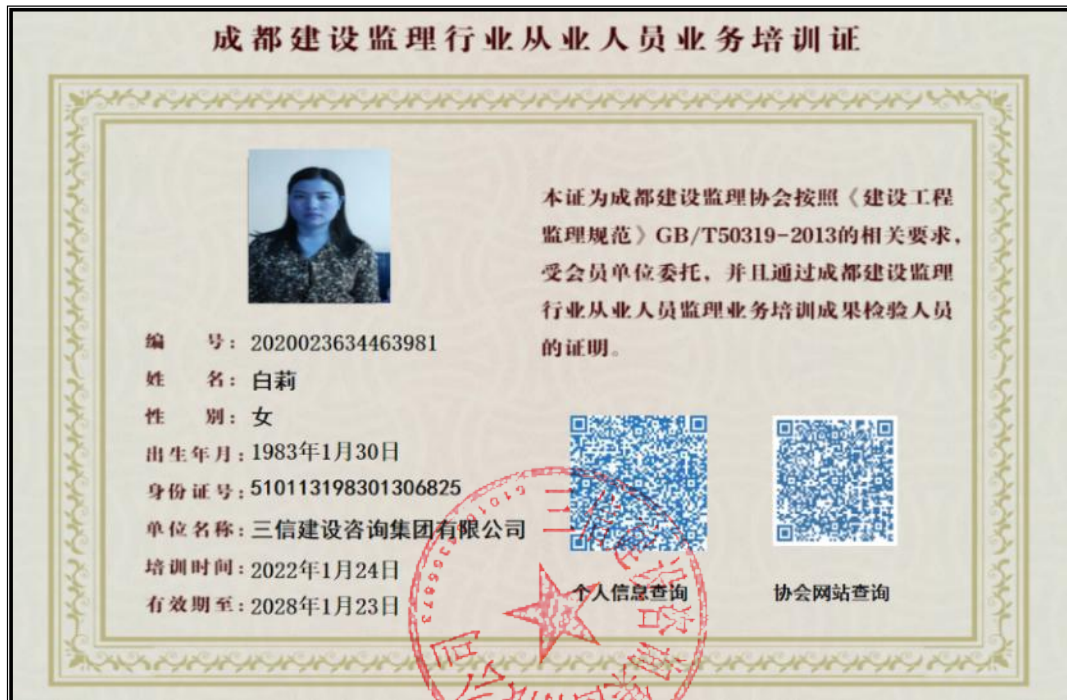 成都建设监理行业从业人员业务培训证
本证为成都建设监理协会按照《建设工程
监理规范》GB/T50319-2013的相关要求，
受会员单位委托，并且通过成都建设监理
行业从业人员监理业务培训成果检验人员
的证明。
编 号：2020023634463981
姓 名：白莉
性 别：女
出生年月：1983年1月30日
身份证号：510113198301306825
单位名称：三信建设咨询集团有限公司
培训时间：2022年1月24日
有效期至：2028年1月23日
个人信息查询
协会网站查询